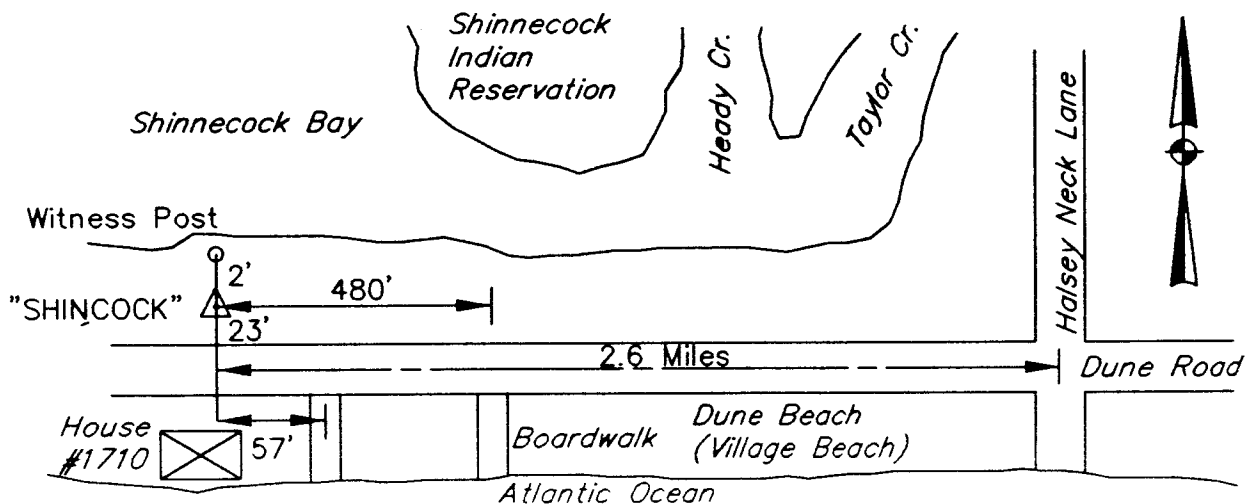 Shinnecock
Indian
Reservation
Heady Cr.
Taylor Cr.
Halsey Neck Lane
Shinnecock Bay
Witness Post
2'
"SHINCOCK"
480'
23'
2.6 Miles
Dune Road
House
#1710
57'
Boardwalk
Dune Beach
(Village Beach)
Atlantic Ocean